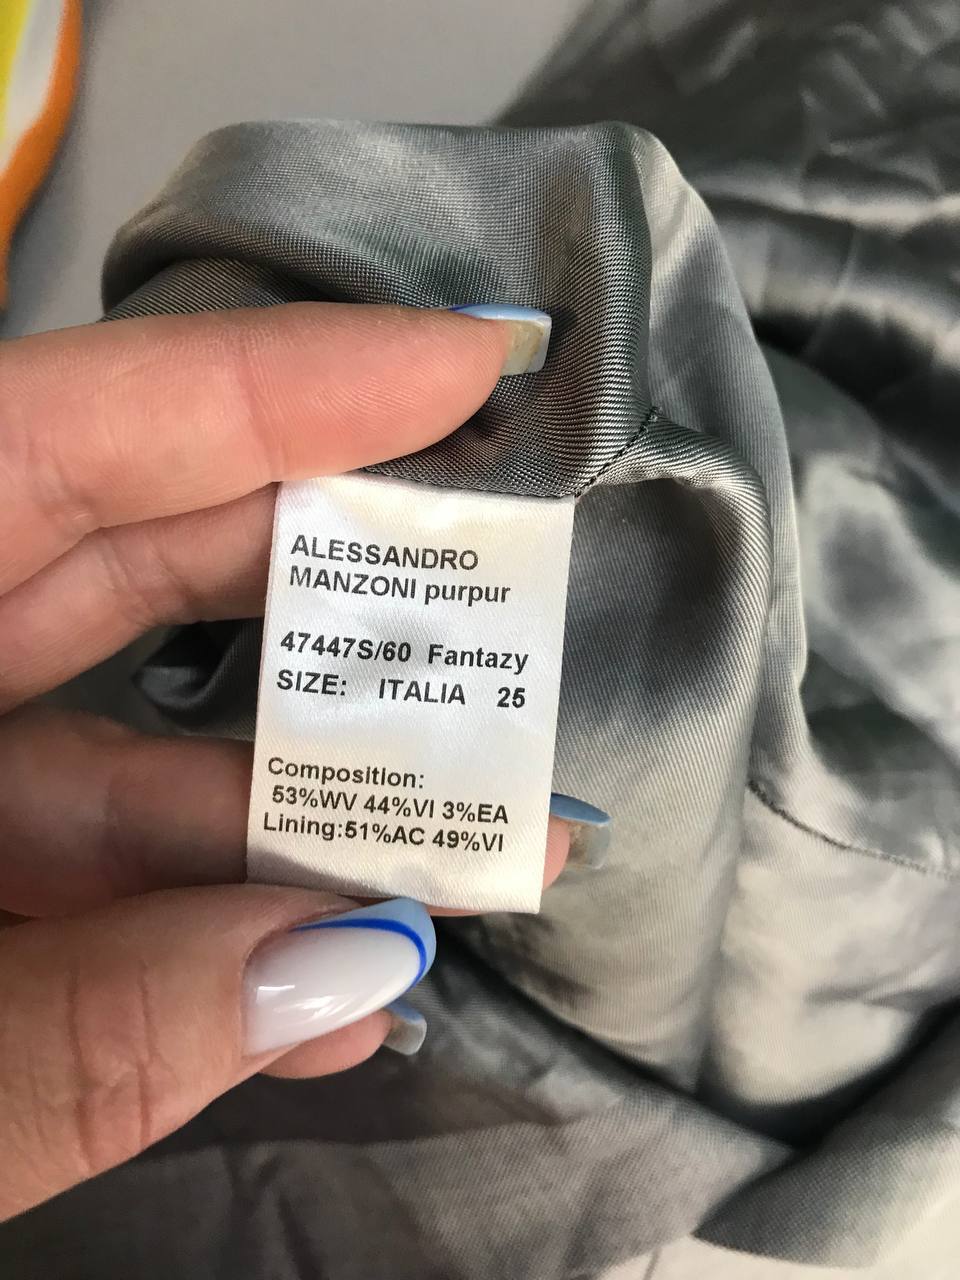 ALESSANDRO
MANZONI purpur
47447S/60 Fantazy
SIZE: ITALIA 25
Composition:
53%WV 44%VI 3%EA
Lining:51%AC 49%VI